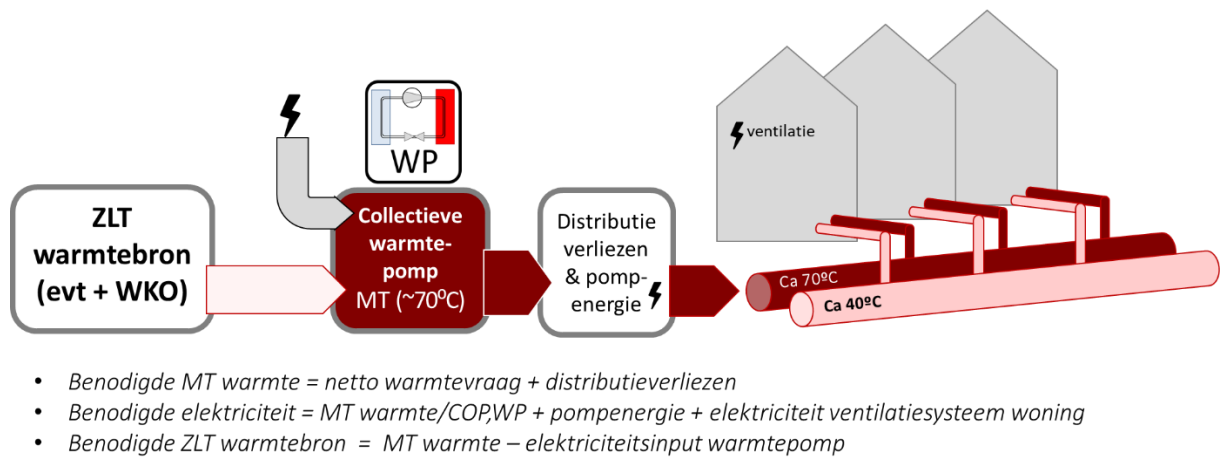 WP
ventilatie
ZLT
warmtebron
(evt + WKO)
Collectieve
warmte-
pomp
MT (~70⁰C)
Distributie
verliezen
& pomp-
energie
Ca 70ºC
Ca 40ºC
• Benodigde MT warmte = netto warmtevraag + distributieverliezen
• Benodigde elektriciteit = MT warmte/COP,WP + pompenergie + elektriciteit ventilatiesysteem woning
• Benodigde ZLT warmtebron = MT warmte – elektriciteitsinput warmtepomp